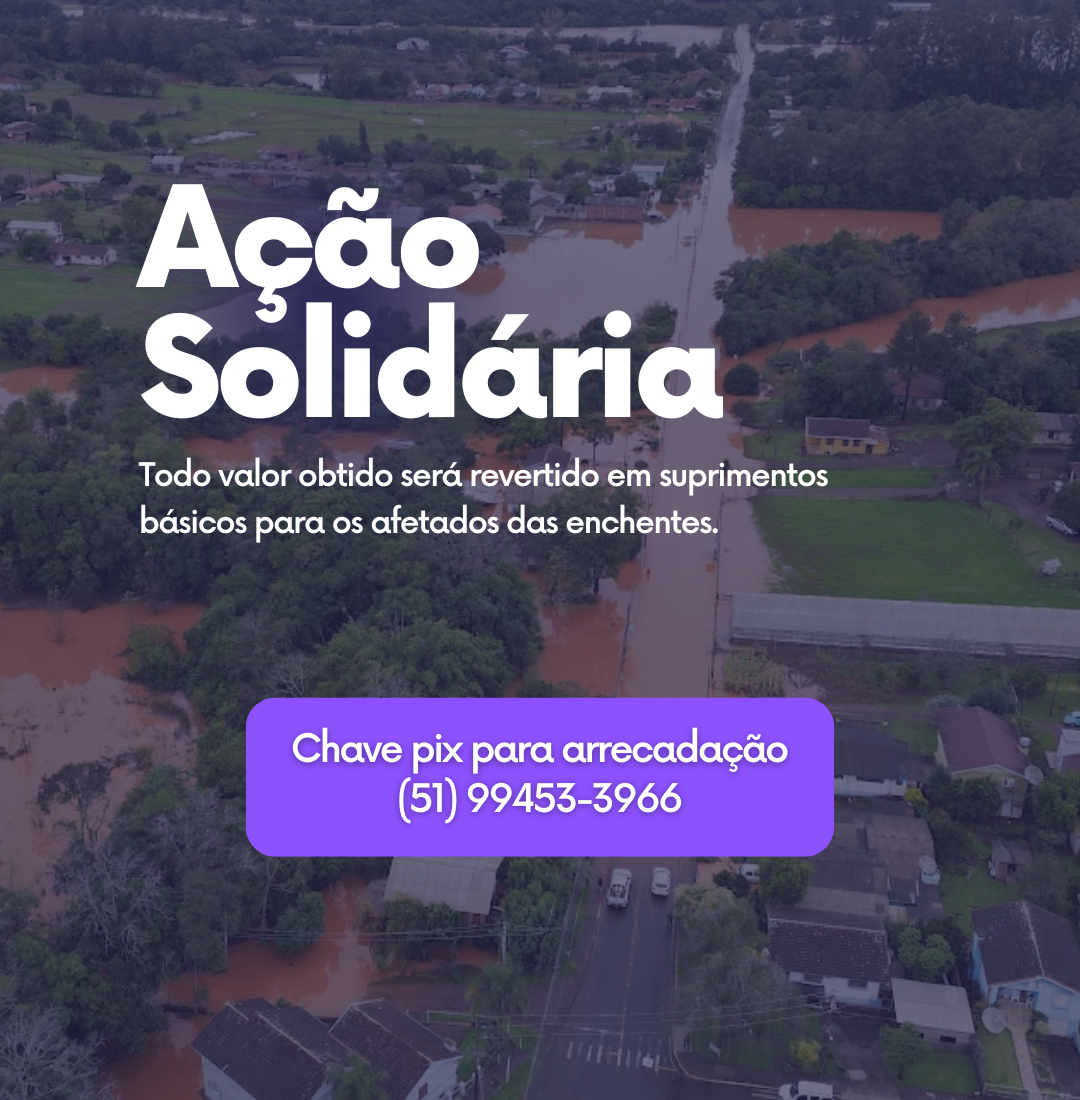 Ação
Solidária
Todo valor obtido será revertido em suprimentos
básicos para os afetados das enchentes.
Chave pix para arrecadação
(51) 99453-3966